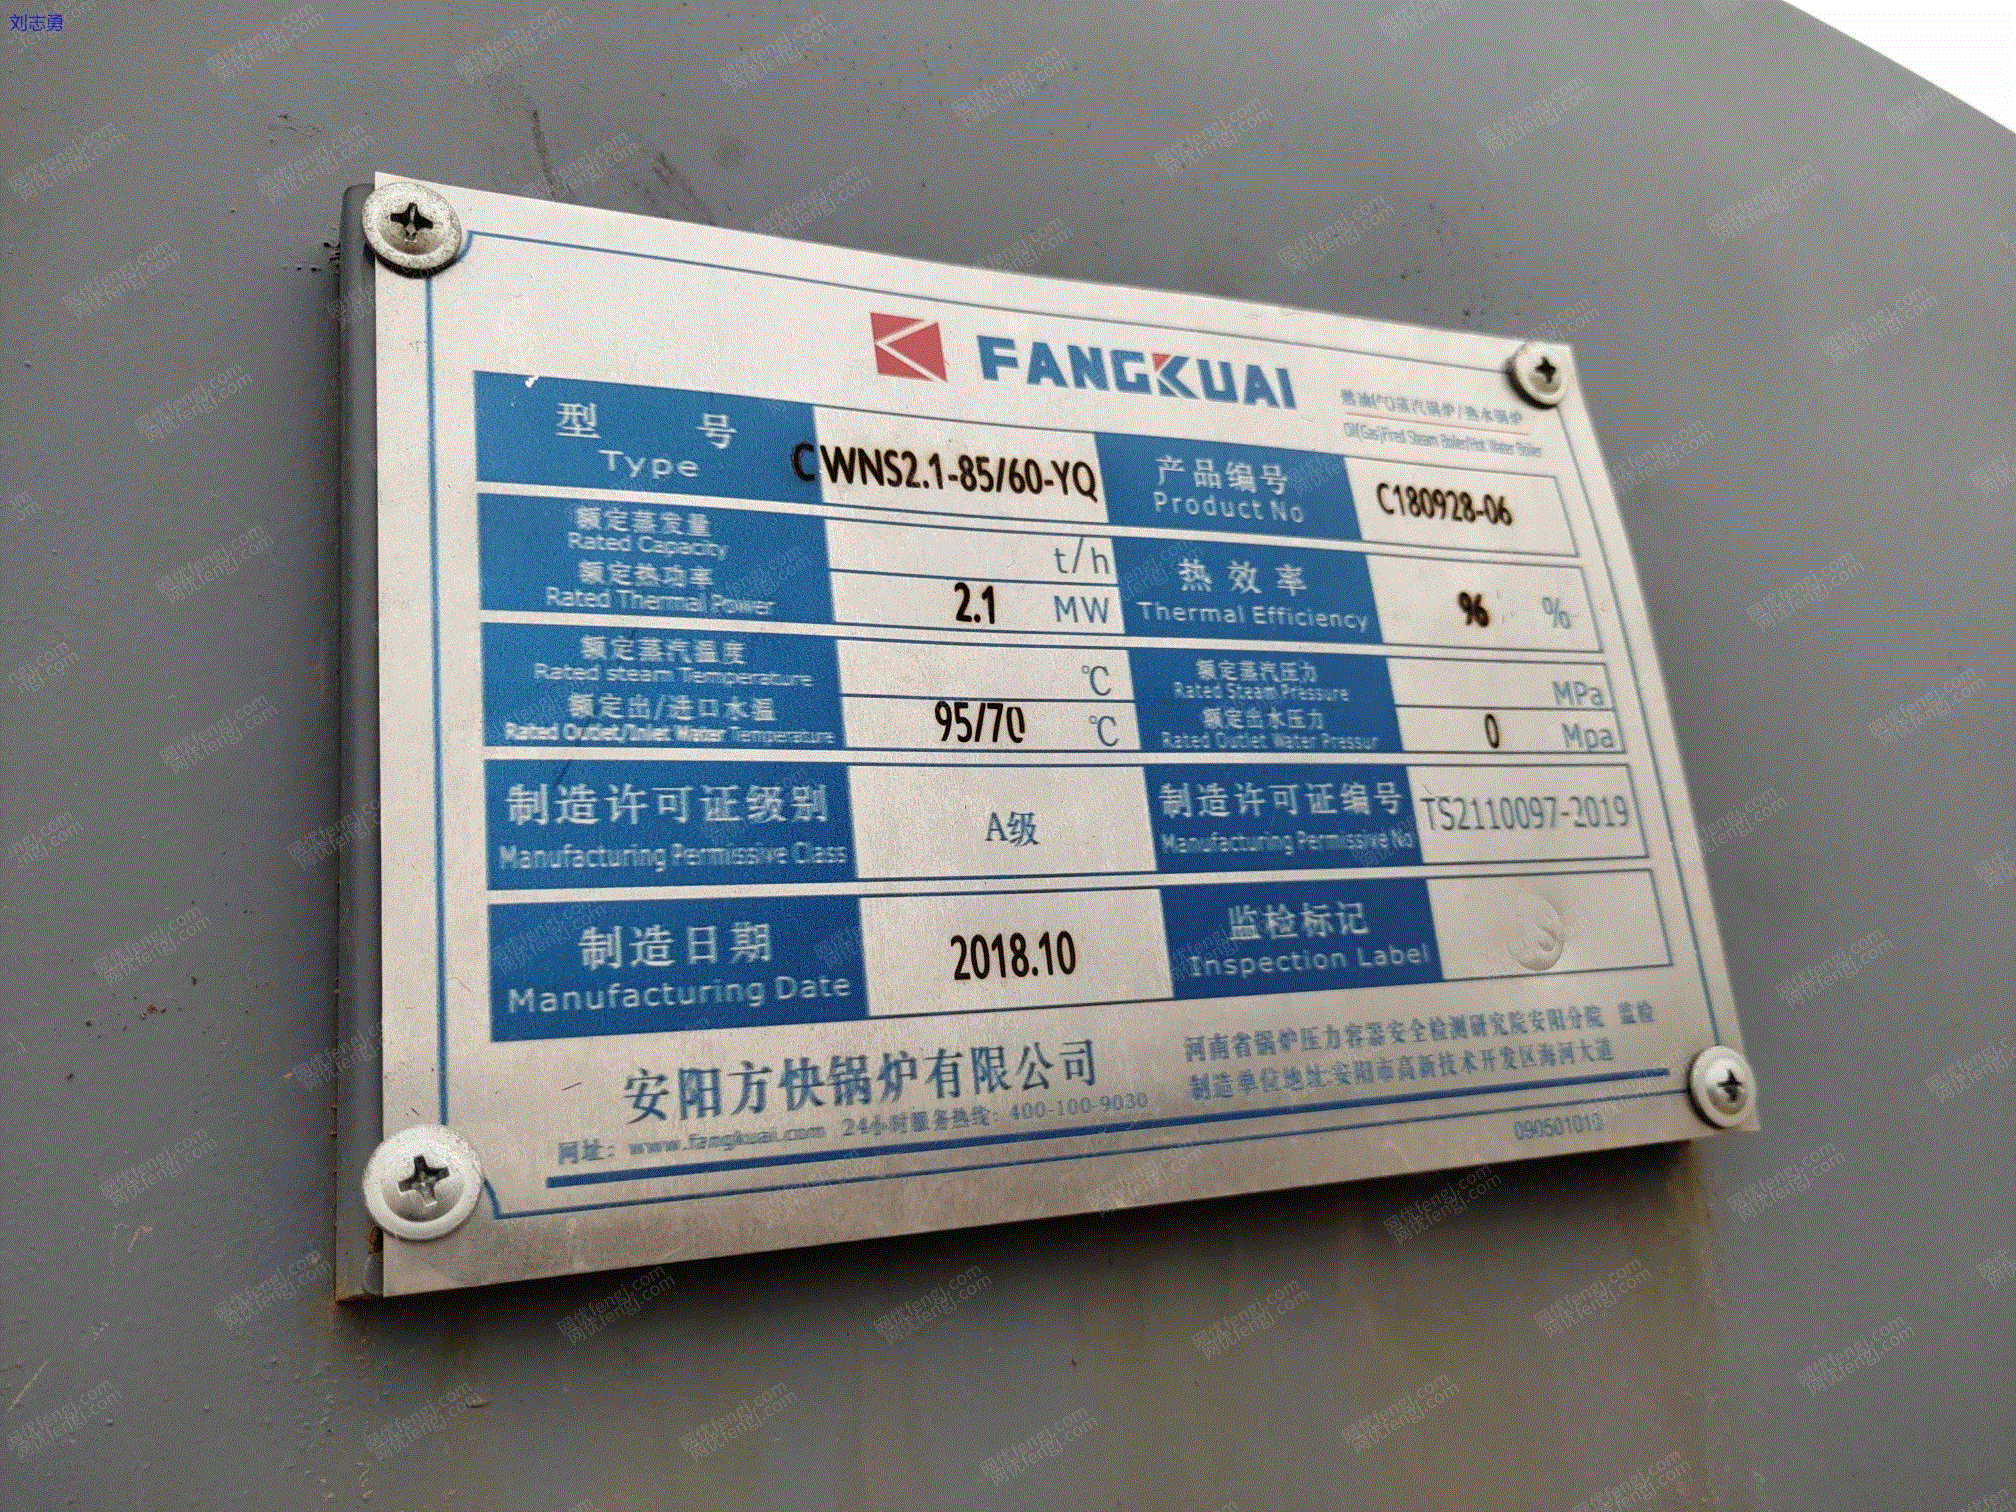 刘志勇
FANGKUAI
燃油(气)蒸汽锅炉/热水锅炉
Oil(Gas)Fired Steam Boiler/Hot Water Boiler
型 号
Type
CWNS2.1-85/60-YQ
产品编号
Product No
C180928-06
额定蒸发量
Rated Capacity
t/h
额定热功率
Rated Thermal Power
2.1 MW
热效率
Thermal Efficiency
96 %
额定蒸汽温度
Rated steam Temperature
℃
额定出/进口水温
Rated Outlet/Inlet Water Temperature
95/70 ℃
额定蒸汽压力
Rated Steam Pressure
MPa
额定出水压力
Rated Outlet Water Pressur
0 Mpa
制造许可证级别
Manufacturing Permissive Class
A级
制造许可证编号
Manufacturing Permissive No
TS2110097-2019
制造日期
Manufacturing Date
2018.10
监检标记
Inspection Label
安阳方快锅炉有限公司
河南省锅炉压力容器安全检测研究院安阳分院 监检
制造单位地址:安阳市高新技术开发区海河大道
网址: www.fangkuai.com 24小时服务热线: 400-100-9030
090601010
网优fengj.com